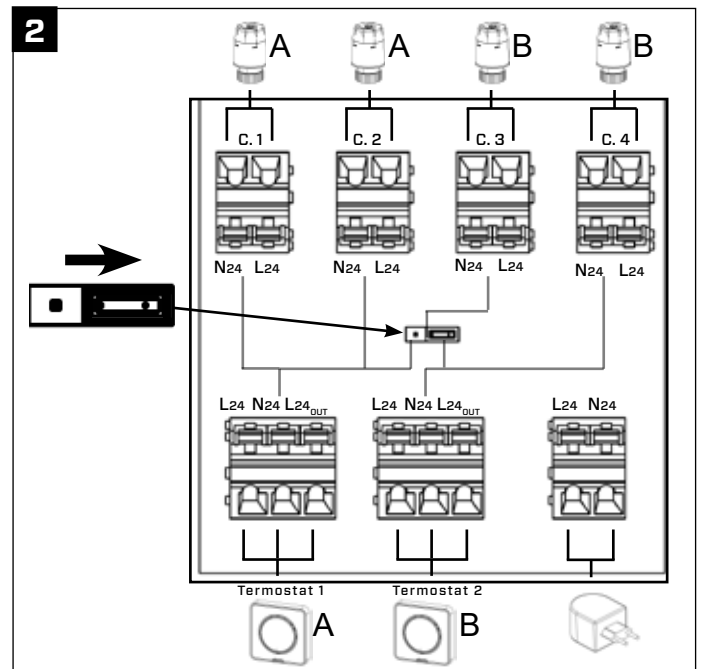 2
A A B B
C. 1 C. 2 C. 3 C. 4
N24 L24 N24 L24 N24 L24 N24 L24
L24 N24 L24OUT L24 N24 L24OUT L24 N24
Termostat 1 Termostat 2
A B